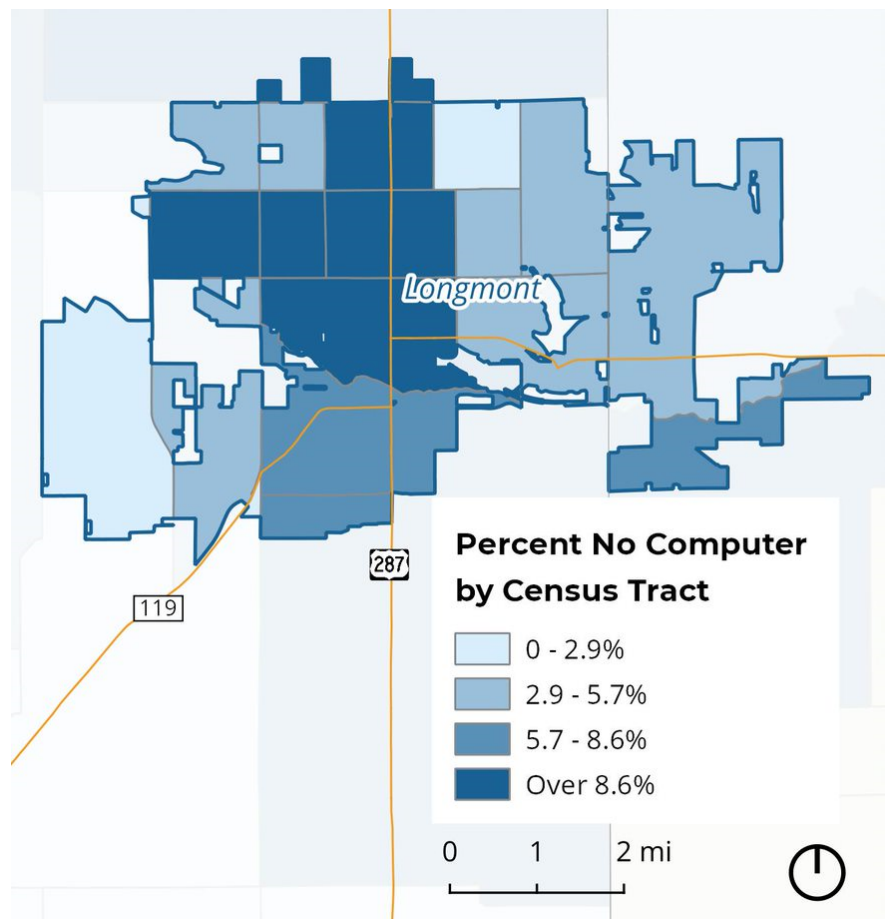 Longmont
287
119
Percent No Computer
by Census Tract
0 - 2.9%
2.9 - 5.7%
5.7 - 8.6%
Over 8.6%
0 1 2 mi